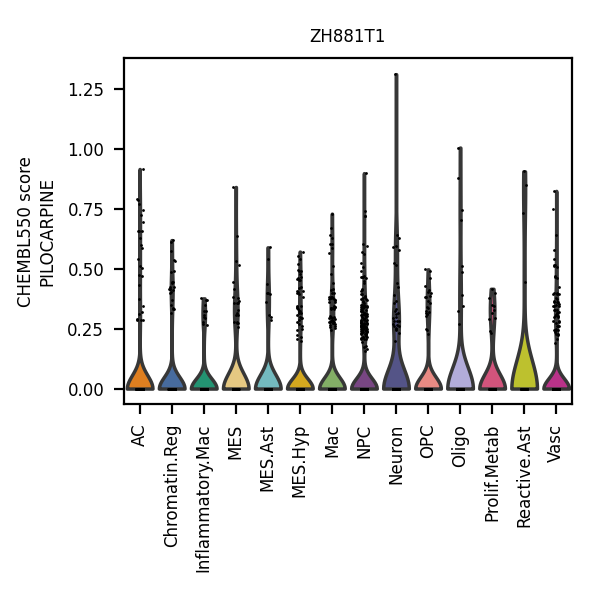 ZH881T1
CHEMBL550 score
PILOCARPINE
1.25
1.00
0.75
0.50
0.25
0.00
AC
Chromatin.Reg
Inflammatory.Mac
MES
MES.Ast
MES.Hyp
Mac
NPC
Neuron
OPC
Oligo
Prolif.Metab
Reactive.Ast
Vasc